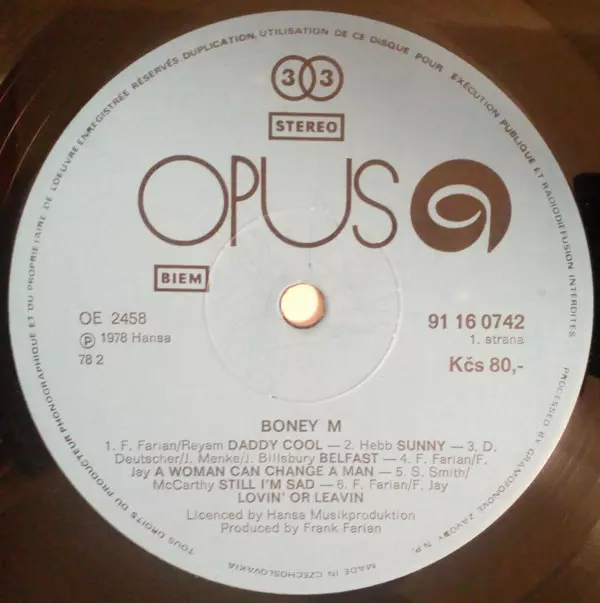 TOUS DROITS DU PRODUCTEUR PHONOGRAPHIQUE ET DU PROPRIETAIRE DE L'OEUVRE ENREGISTRÉE RÉSERVÉS DUPLICATION, UTILISATION DE CE DISQUE POUR EXÉCUTION PUBLIQUE ET RADIODIFFUSION INTERDITES
PROCESSED BY GRAMOFONOVÉ ZÁVODY N.P.
33
STEREO
OPUS
BIEM
OE 2458
℗ 1978 Hansa
78 2
91 16 0742
1. strana
Kčs 80,-
BONEY M
1. F. Farian/Reyam DADDY COOL — 2. Hebb SUNNY — 3. D.
Deutscher/J. Menke/J. Billsbury BELFAST — 4. F. Farian/F.
Jay A WOMAN CAN CHANGE A MAN — 5. S. Smith/
McCarthy STILL I'M SAD — 6. F. Farian/F. Jay
LOVIN' OR LEAVIN
Licenced by Hansa Musikproduktion
Produced by Frank Farian
MADE IN CZECHOSLOVAKIA